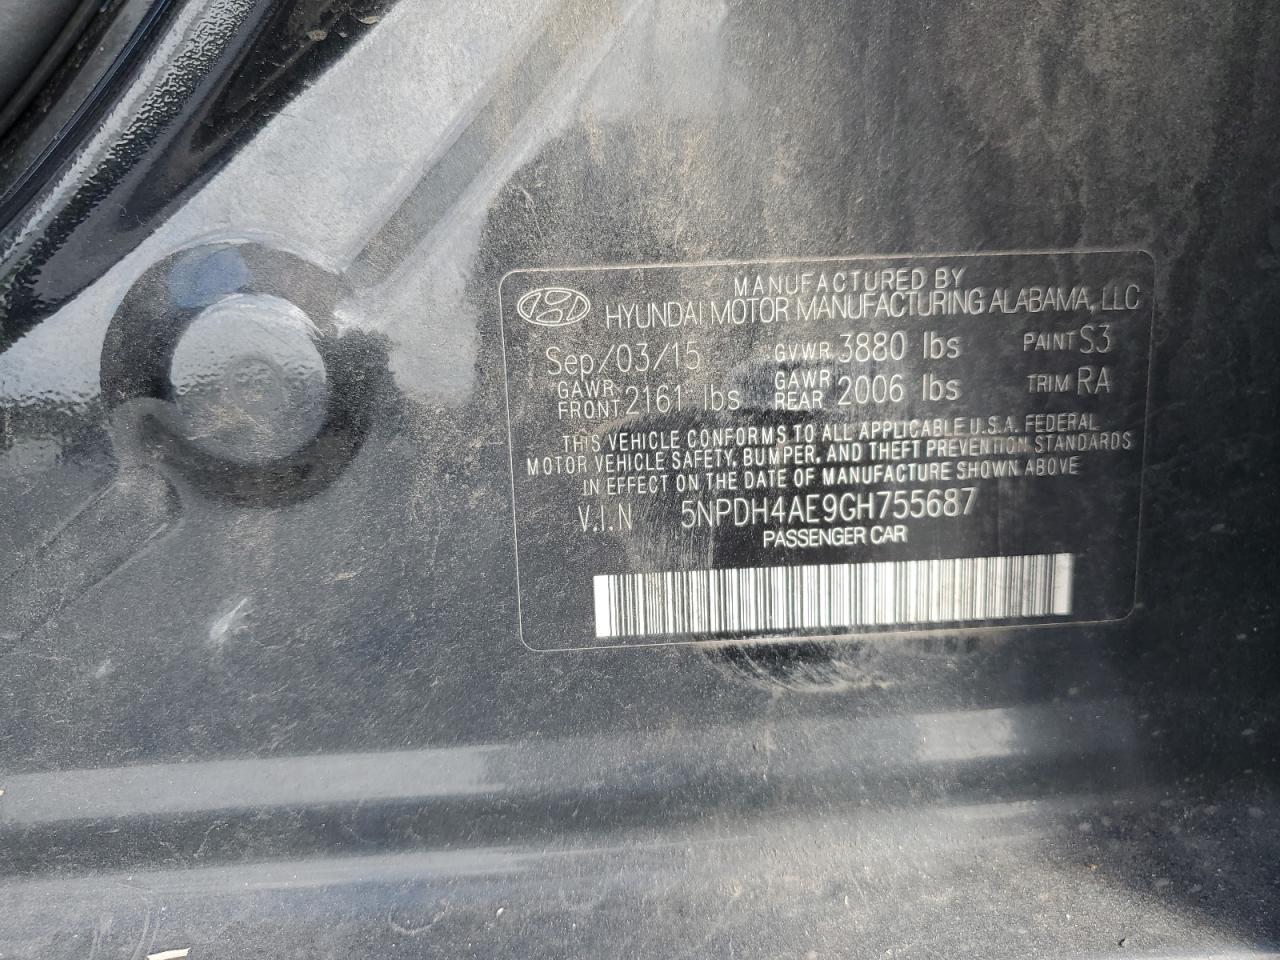 MANUFACTURED BY
HYUNDAI MOTOR MANUFACTURING ALABAMA, LLC
Sep/03/15 GVWR 3880 lbs PAINT S3
GAWR FRONT 2161 lbs GAWR REAR 2006 lbs TRIM RA
THIS VEHICLE CONFORMS TO ALL APPLICABLE U.S.A. FEDERAL
MOTOR VEHICLE SAFETY, BUMPER, AND THEFT PREVENTION STANDARDS
IN EFFECT ON THE DATE OF MANUFACTURE SHOWN ABOVE
V.I.N 5NPDH4AE9GH755687
PASSENGER CAR